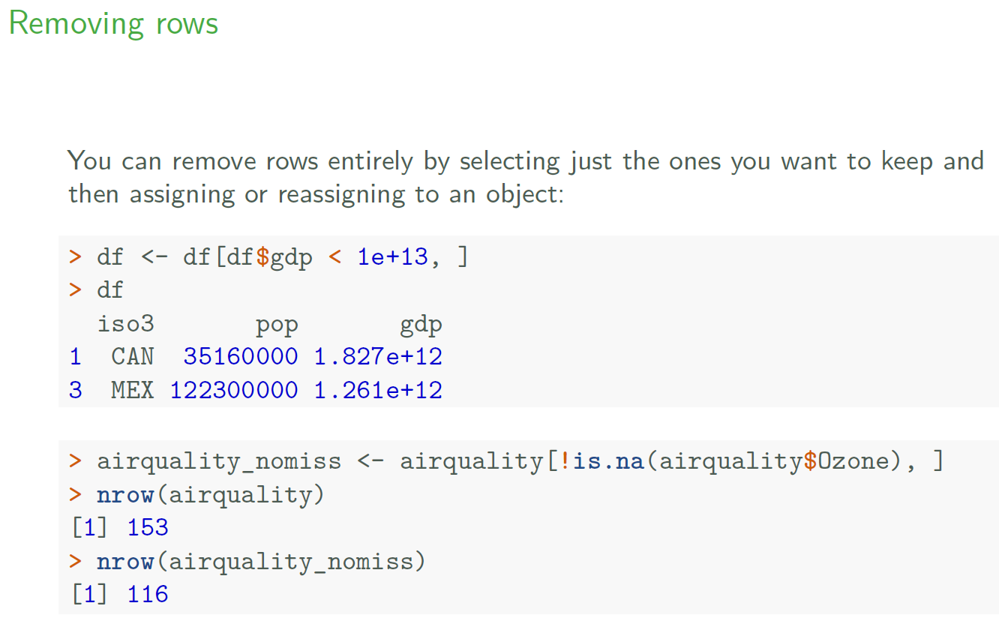 Removing rows
You can remove rows entirely by selecting just the ones you want to keep and
then assigning or reassigning to an object:
> df <- df[df$gdp < 1e+13, ]
> df
  iso3       pop       gdp
1  CAN  35160000 1.827e+12
3  MEX 122300000 1.261e+12
> airquality_nomiss <- airquality[!is.na(airquality$Ozone), ]
> nrow(airquality)
[1] 153
> nrow(airquality_nomiss)
[1] 116